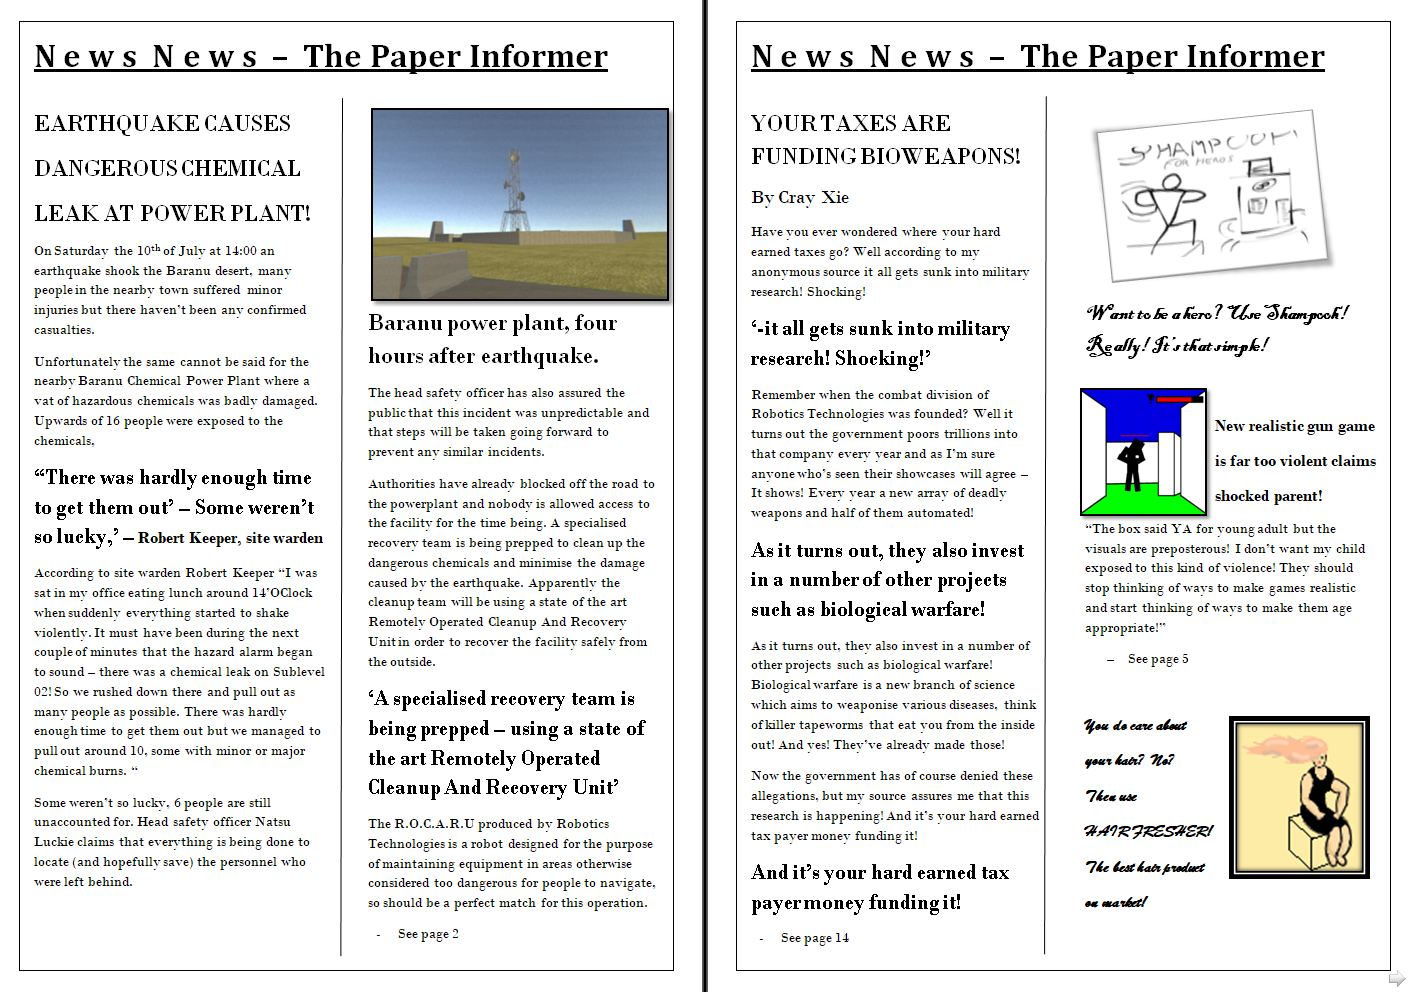 News News – The Paper Informer
EARTHQUAKE CAUSES
DANGEROUS CHEMICAL
LEAK AT POWER PLANT!
On Saturday the 10th of July at 14:00 an
earthquake shook the Baranu desert, many
people in the nearby town suffered minor
injuries but there haven't been any confirmed
casualties.
Unfortunately the same cannot be said for the
nearby Baranu Chemical Power Plant where a
vat of hazardous chemicals was badly damaged.
Upwards of 16 people were exposed to the
chemicals,
“There was hardly enough time
to get them out’ – Some weren’t
so lucky,’ – Robert Keeper, site warden
According to site warden Robert Keeper “I was
sat in my office eating lunch around 14’OClock
when suddenly everything started to shake
violently. It must have been during the next
couple of minutes that the hazard alarm began
to sound – there was a chemical leak on Sublevel
02! So we rushed down there and pull out as
many people as possible. There was hardly
enough time to get them out but we managed to
pull out around 10, some with minor or major
chemical burns. “
Some weren’t so lucky, 6 people are still
unaccounted for. Head safety officer Natsu
Luckie claims that everything is being done to
locate (and hopefully save) the personnel who
were left behind.
Baranu power plant, four
hours after earthquake.
The head safety officer has also assured the
public that this incident was unpredictable and
that steps will be taken going forward to
prevent any similar incidents.
Authorities have already blocked off the road to
the powerplant and nobody is allowed access to
the facility for the time being. A specialised
recovery team is being prepped to clean up the
dangerous chemicals and minimise the damage
caused by the earthquake. Apparently the
cleanup team will be using a state of the art
Remotely Operated Cleanup And Recovery
Unit in order to recover the facility safely from
the outside.
‘A specialised recovery team is
being prepped – using a state of
the art Remotely Operated
Cleanup And Recovery Unit’
The R.O.C.A.R.U produced by Robotics
Technologies is a robot designed for the purpose
of maintaining equipment in areas otherwise
considered too dangerous for people to navigate,
so should be a perfect match for this operation.
- See page 2
News News – The Paper Informer
YOUR TAXES ARE
FUNDING BIOWEAPONS!
By Cray Xie
Have you ever wondered where your hard
earned taxes go? Well according to my
anonymous source it all gets sunk into military
research! Shocking!
‘-it all gets sunk into military
research! Shocking!’
Remember when the combat division of
Robotics Technologies was founded? Well it
turns out the government poors trillions into
that company every year and as I’m sure
anyone who’s seen their showcases will agree –
It shows! Every year a new array of deadly
weapons and half of them automated!
As it turns out, they also invest
in a number of other projects
such as biological warfare!
As it turns out, they also invest in a number of
other projects such as biological warfare!
Biological warfare is a new branch of science
which aims to weaponise various diseases, think
of killer tapeworms that eat you from the inside
out! And yes! They’ve already made those!
Now the government has of course denied these
allegations, but my source assures me that this
research is happening! And it’s your hard earned
tax payer money funding it!
And it’s your hard earned tax
payer money funding it!
- See page 14
SHAMPOOK!
FOR HEROS
Want to be a hero? Use Shampook!
Really! It's that simple!
New realistic gun game
is far too violent claims
shocked parent!
“The box said YA for young adult but the
visuals are preposterous! I don’t want my child
exposed to this kind of violence! They should
stop thinking of ways to make games realistic
and start thinking of ways to make them age
appropriate!”
– See page 5
You do care about
your hair? No?
Then use
HAIR FRESHER!
The best hair product
on market!